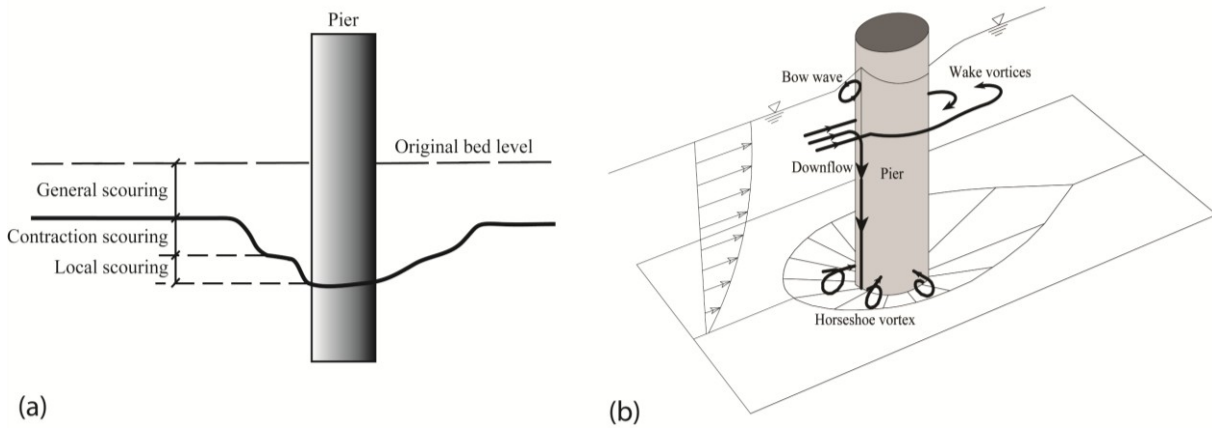 Pier
Original bed level
General scouring
Contraction scouring
Local scouring
(a)
Bow wave
Wake vortices
Downflow
Pier
Horseshoe vortex
(b)